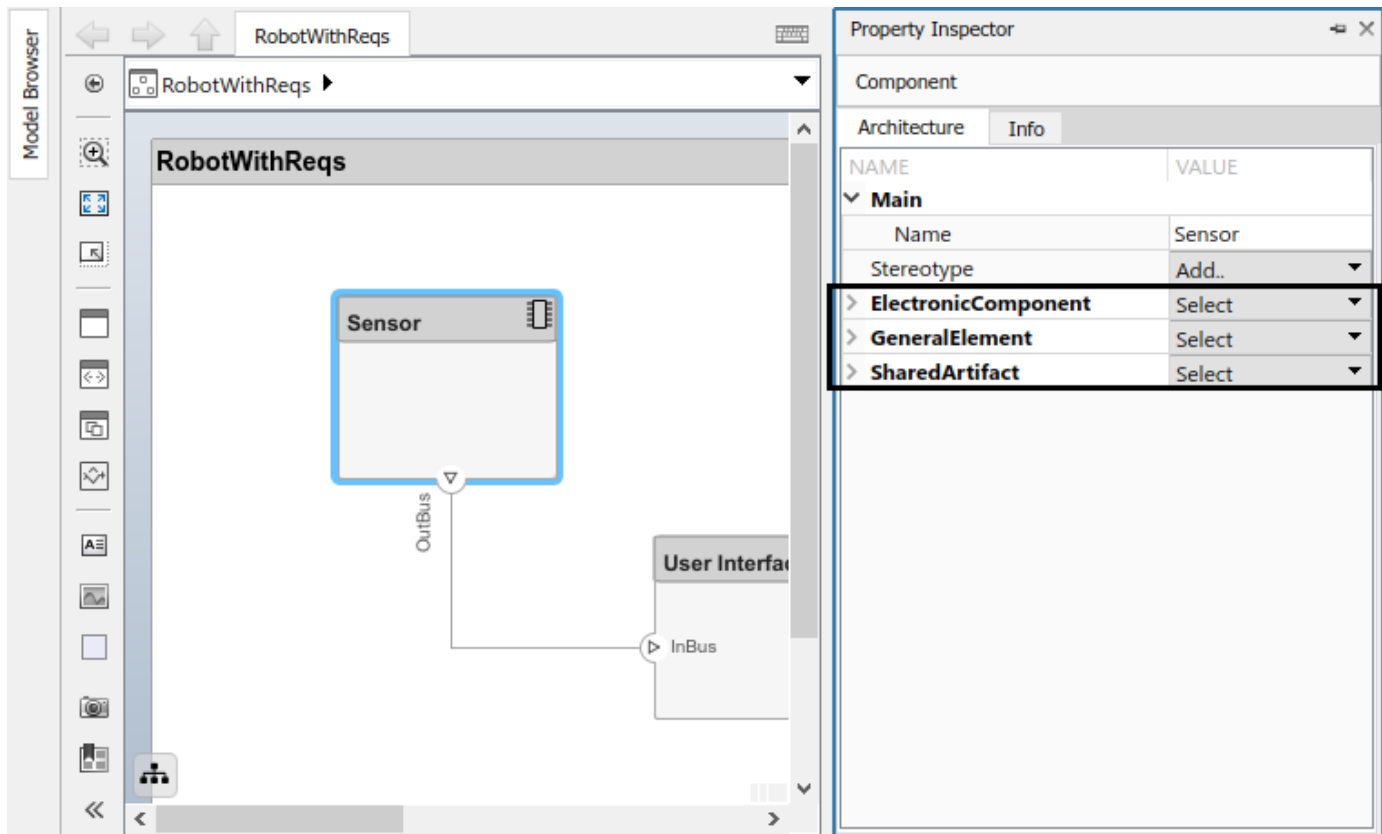 Model Browser
RobotWithReqs
RobotWithReqs
RobotWithReqs
Sensor
OutBus
User Interfa
InBus
Property Inspector
Component
Architecture Info
NAME VALUE
Main
Name Sensor
Stereotype Add..
ElectronicComponent Select
GeneralElement Select
SharedArtifact Select